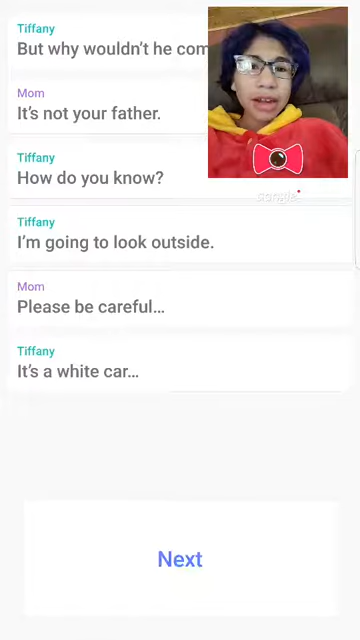 Tiffany
But why wouldn't he com
Mom
It's not your father.
Tiffany
How do you know?
Tiffany
I'm going to look outside.
Mom
Please be careful...
Tiffany
It's a white car...
Next